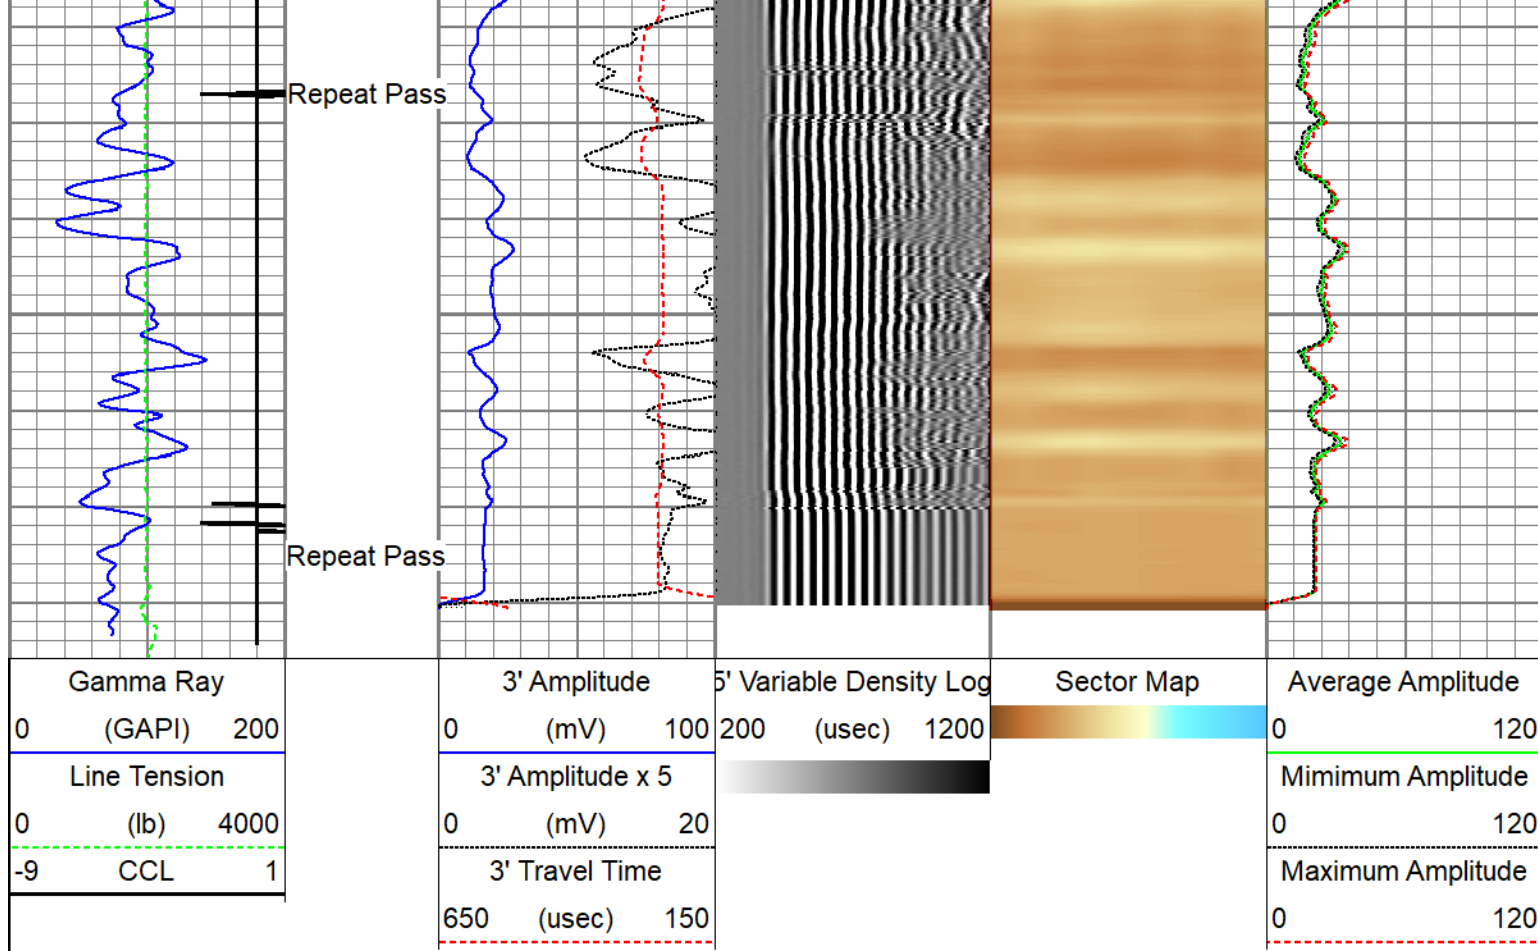 Repeat Pass
Repeat Pass
Gamma Ray
0 (GAPI) 200
Line Tension
0 (lb) 4000
-9 CCL 1
3' Amplitude
0 (mV) 100
3' Amplitude x 5
0 (mV) 20
3' Travel Time
650 (usec) 150
5' Variable Density Log
200 (usec) 1200
Sector Map
Average Amplitude
0 120
Mimimum Amplitude
0 120
Maximum Amplitude
0 120